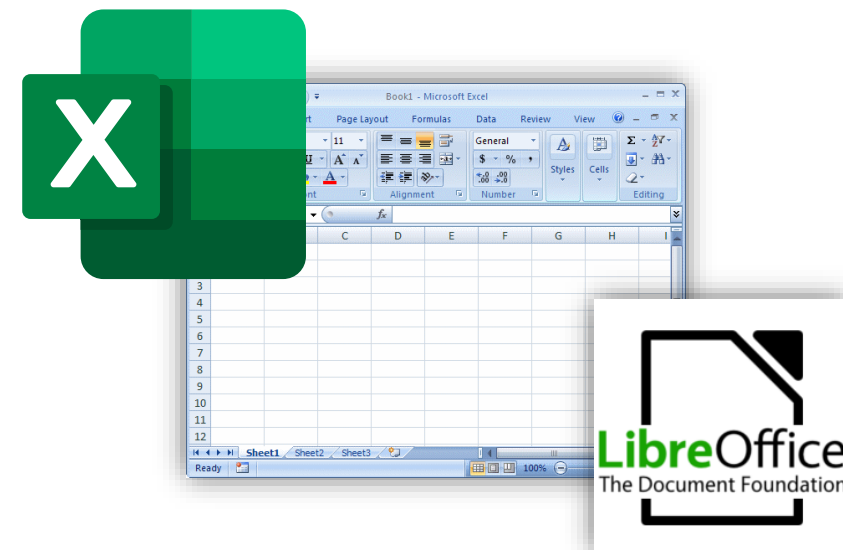 X
Book1 - Microsoft Excel
Page Layout Formulas Data Review View
11 General
A A
A $ % , Styles Cells Σ
Alignment Number Editing
fx
C D E F G H I
3
4
5
6
7
8
9
10
11
12
Sheet1 Sheet2 Sheet3
Ready 100%
LibreOffice
The Document Foundation